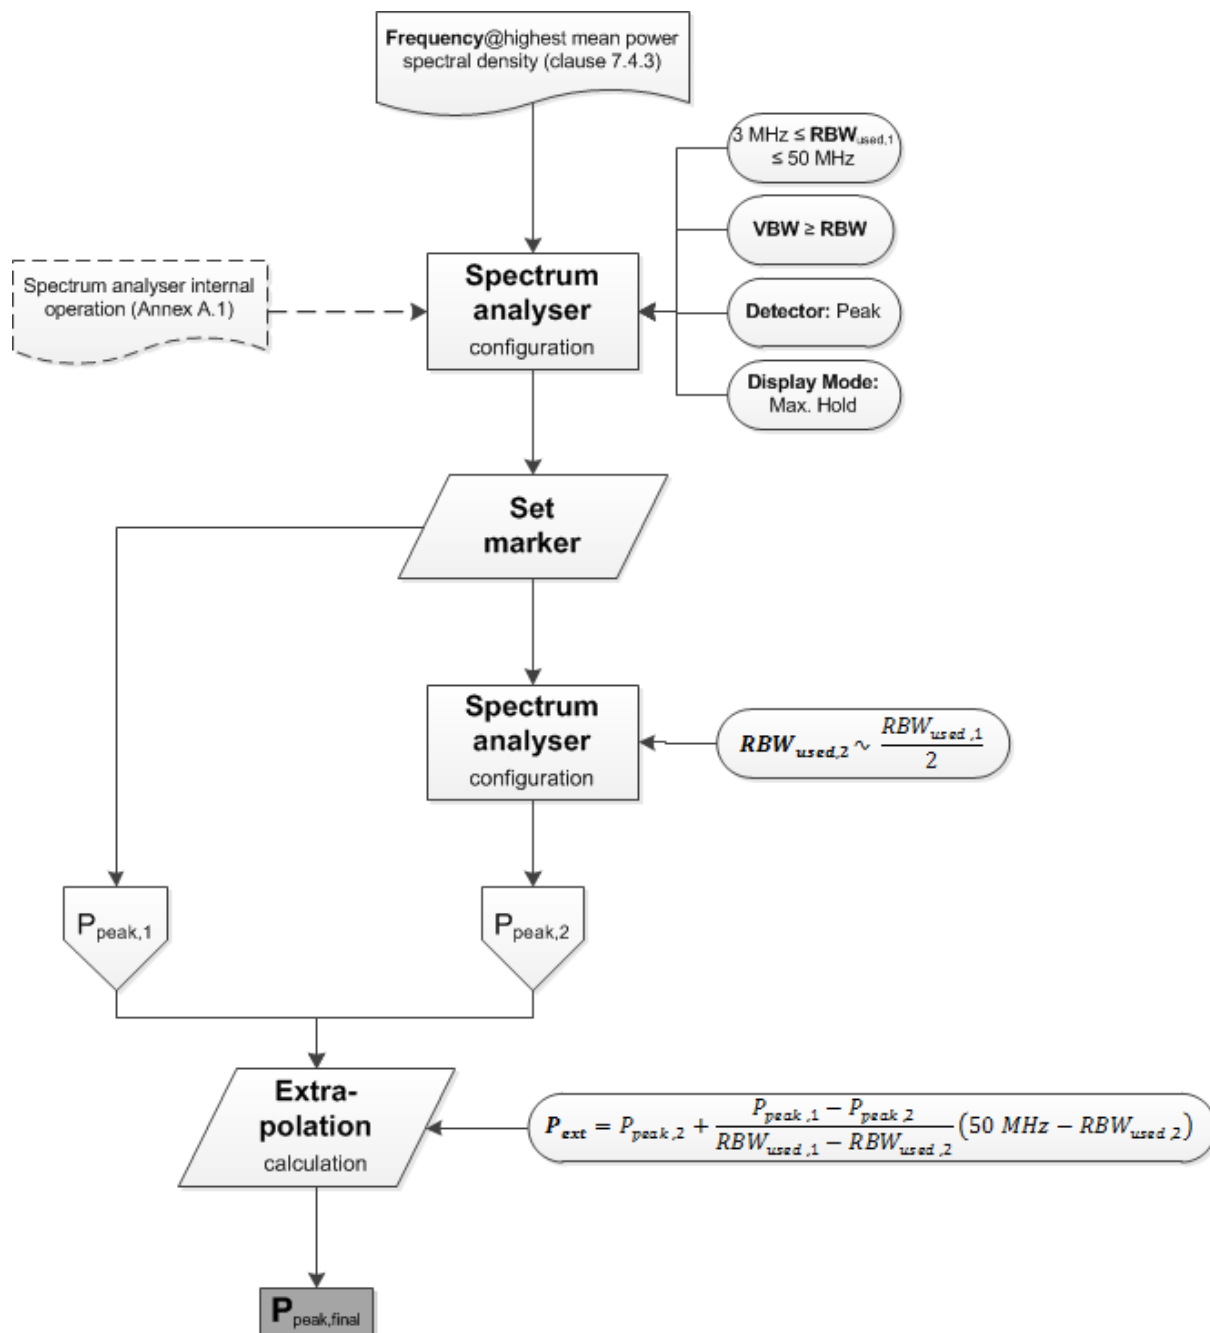 Frequency@highest mean power
spectral density (clause 7.4.3)
3 MHz ≤ RBWused,1
≤ 50 MHz
VBW ≥ RBW
Spectrum analyser internal
operation (Annex A.1)
Spectrum
analyser
configuration
Detector: Peak
Display Mode:
Max. Hold
Set
marker
Spectrum
analyser
configuration
RBWused,2 ~ RBWused,1 / 2
Ppeak,1
Ppeak,2
Extra-
polation
calculation
Pext = Ppeak,2 + (Ppeak,1 − Ppeak,2) / (RBWused,1 − RBWused,2) (50 MHz − RBWused,2)
Ppeak,final